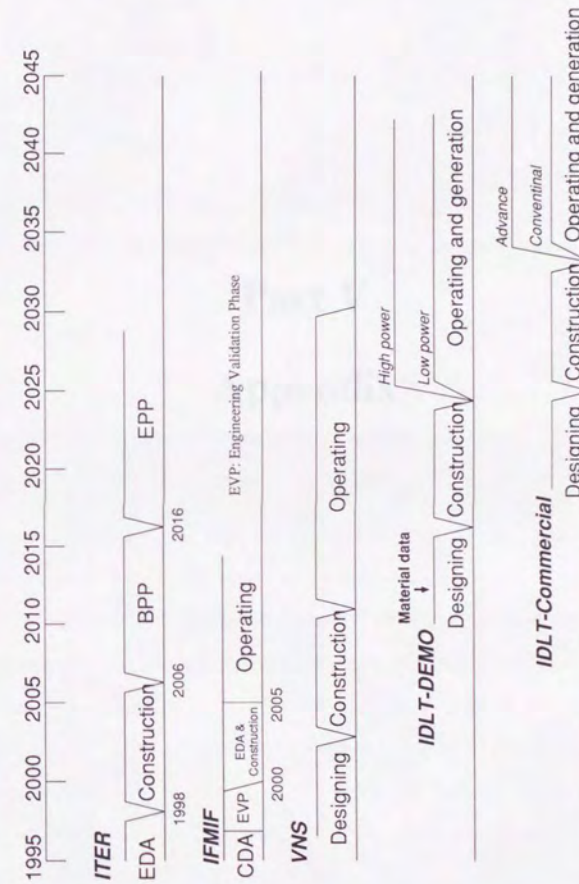 1995 2000 2005 2010 2015 2020 2025 2030 2035 2040 2045
ITER
EDA Construction BPP EPP
1998 2006 2016
IFMIF
CDA EVP EDA & Construction Operating
EVP: Engineering Validation Phase
2000 2005
VNS
Designing Construction Operating
IDLT-DEMO
Material data
High power
Low power
Designing Construction Operating and generation
IDLT-Commercial
Advance
Conventinal
Designing Construction Operating and generation
Part V
Appendix